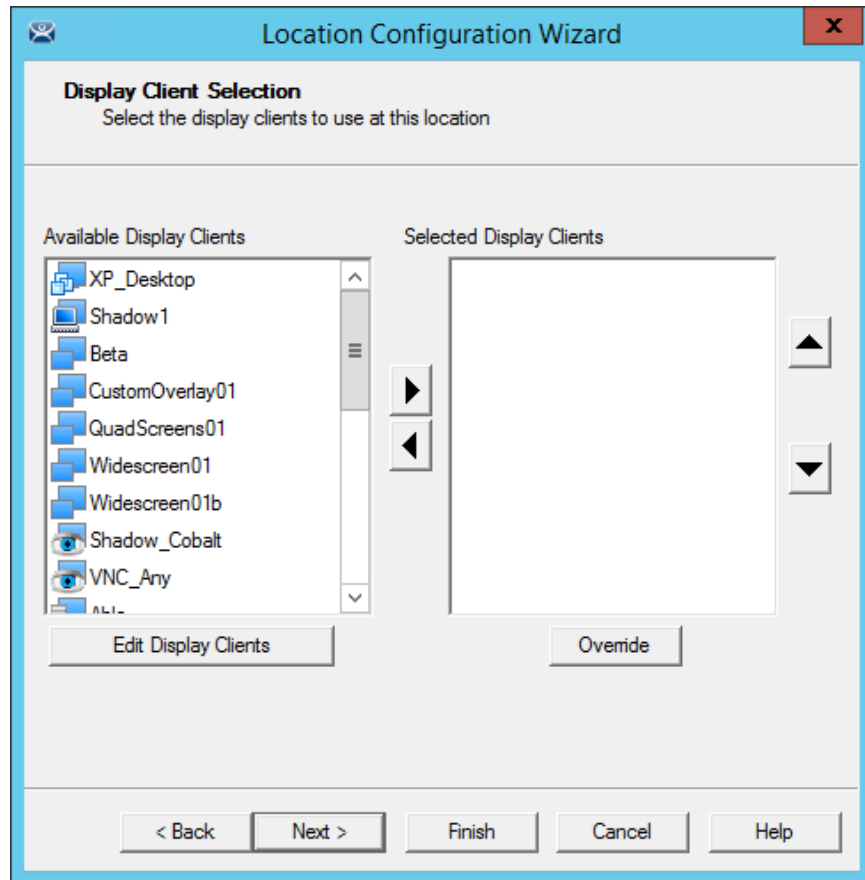 Location Configuration Wizard
Display Client Selection
Select the display clients to use at this location
Available Display Clients
Selected Display Clients
XP_Desktop
Shadow1
Beta
CustomOverlay01
QuadScreens01
Widescreen01
Widescreen01b
Shadow_Cobalt
VNC_Any
Edit Display Clients
Override
< Back
Next >
Finish
Cancel
Help